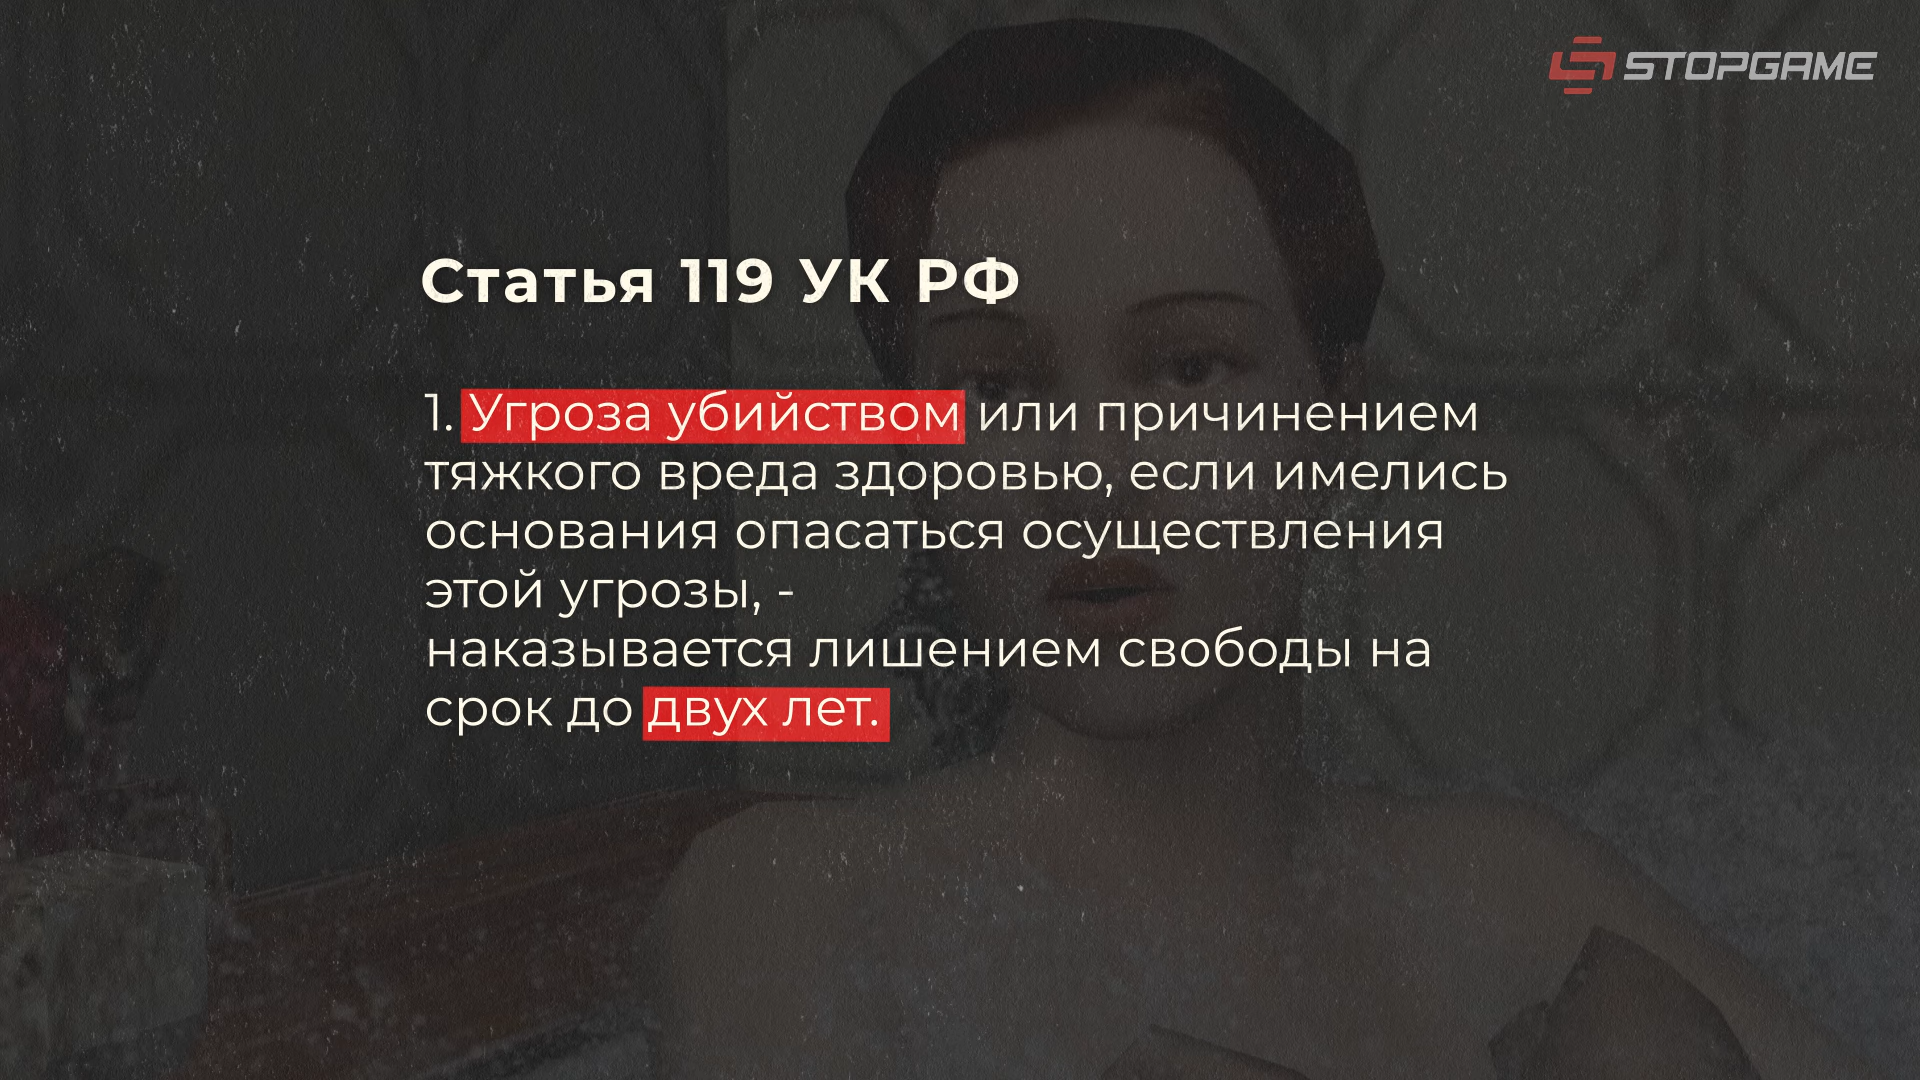 STOPGAME
Статья 119 УК РФ
1. Угроза убийством или причинением
тяжкого вреда здоровью, если имелись
основания опасаться осуществления
этой угрозы, -
наказывается лишением свободы на
срок до двух лет.